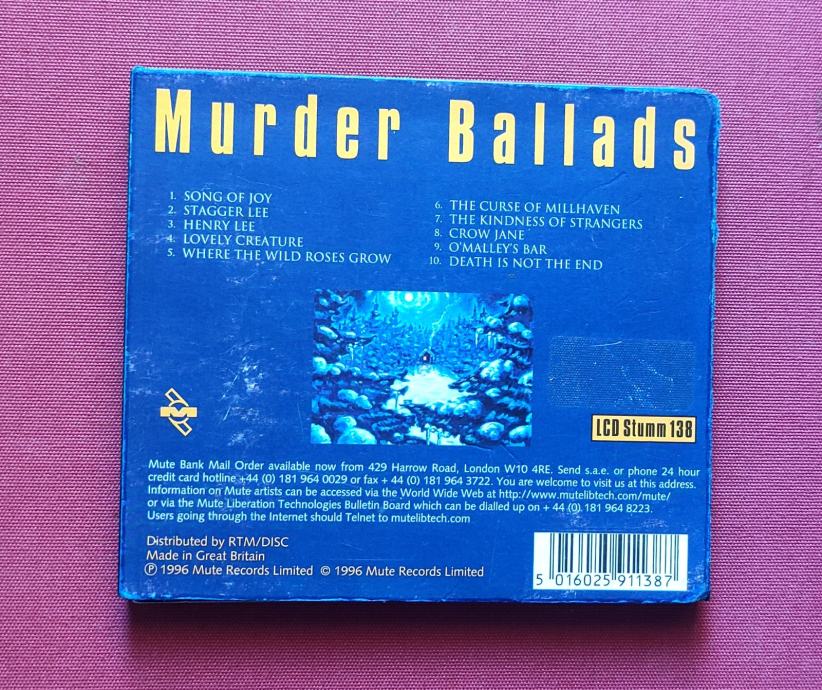 Murder Ballads
1. SONG OF JOY
2. STAGGER LEE
3. HENRY LEE
4. LOVELY CREATURE
5. WHERE THE WILD ROSES GROW
6. THE CURSE OF MILLHAVEN
7. THE KINDNESS OF STRANGERS
8. CROW JANE
9. O'MALLEY'S BAR
10. DEATH IS NOT THE END
LCD Stumm 138
Mute Bank Mail Order available now from 429 Harrow Road, London W10 4RE. Send s.a.e. or phone 24 hour
credit card hotline +44 (0) 181 964 0029 or fax + 44 (0) 181 964 3722. You are welcome to visit us at this address.
Information on Mute artists can be accessed via the World Wide Web at http://www.mutelibtech.com/mute/
or via the Mute Liberation Technologies Bulletin Board which can be dialled up on + 44 (0) 181 964 8223.
Users going through the Internet should Telnet to mutelibtech.com
Distributed by RTM/DISC
Made in Great Britain
℗ 1996 Mute Records Limited © 1996 Mute Records Limited
5 016025 911387